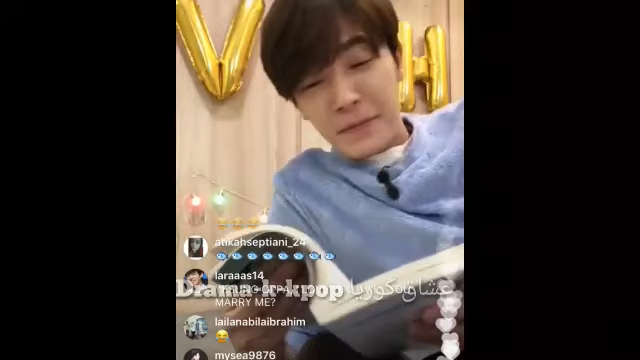 V H
atikahseptiani_24
laraaas14
Drama-k-kpop عشاق كوريا
MARRY ME?
lailanabilaibrahim
mysea9876